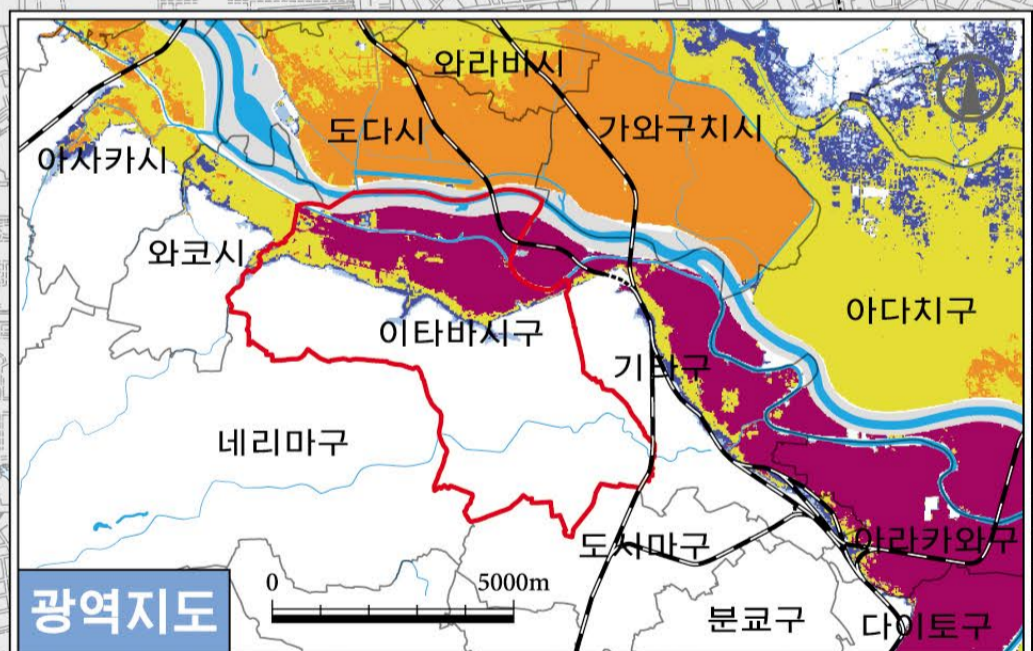 와라비시
도다시
가와구치시
아사카시
와코시
아다치구
이타바시구
기타구
네리마구
도시마구
아라카와구
분쿄구
다이토구
광역지도
0
5000m